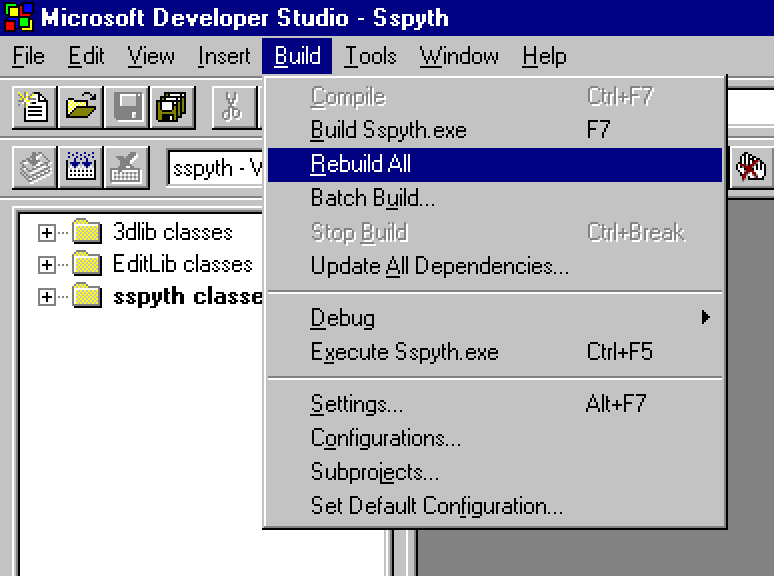 Microsoft Developer Studio - Sspyth
File Edit View Insert Build Tools Window Help
Compile Ctrl+F7
Build Sspyth.exe F7
sspyth - V
Rebuild All
Batch Build...
3dlib classes
Stop Build Ctrl+Break
EditLib classes
Update All Dependencies...
sspyth classe
Debug
Execute Sspyth.exe Ctrl+F5
Settings... Alt+F7
Configurations...
Subprojects...
Set Default Configuration...